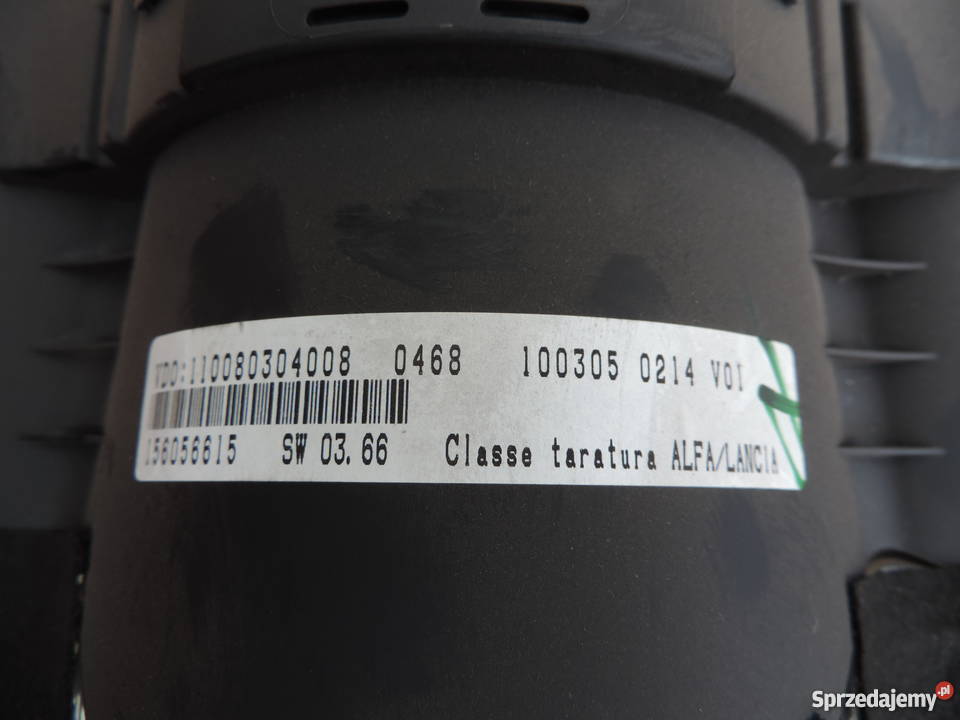 VDO:110080304008 0468 100305 0214 V01
156056615 SW 03.66 Classe taratura ALFA/LANCIA
Sprzedajemy.pl